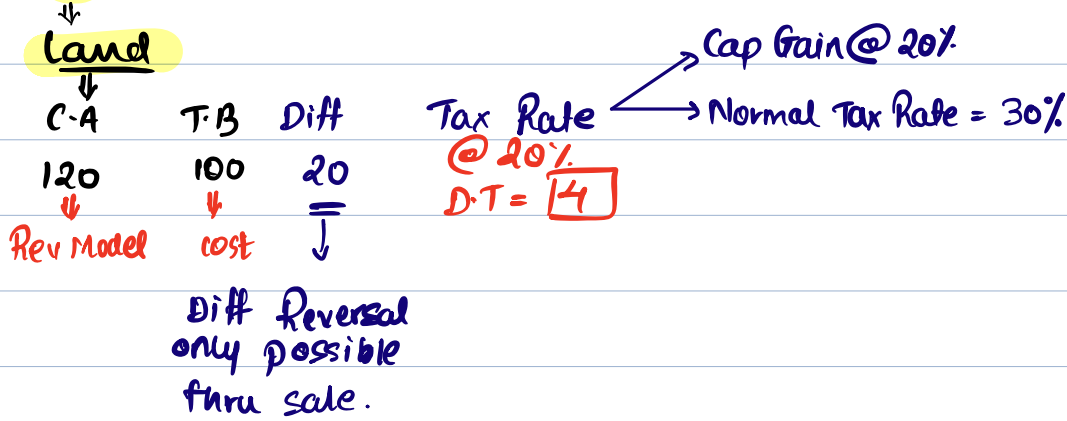 Land
C.A T.B Diff Tax Rate Cap Gain @ 20%
Normal Tax Rate = 30%
120 100 20 @ 20%
D.T = 4
Rev Model cost
Diff Reversal
only possible
thru sale.